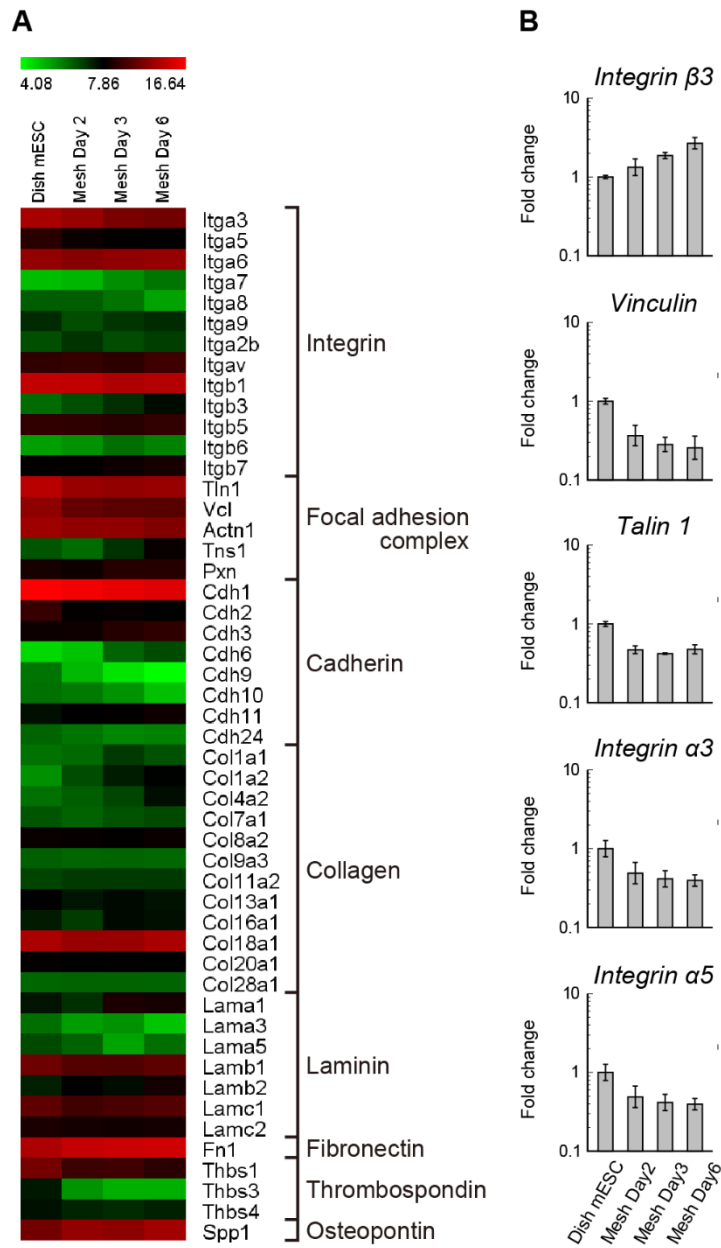 A
4.08 7.86 16.64
Dish mESC
Mesh Day 2
Mesh Day 3
Mesh Day 6
Itga3
Itga5
Itga6
Itga7
Itga8
Itga9
Itga2b
Itgav
Itgb1
Itgb3
Itgb5
Itgb6
Itgb7
Integrin
Tln1
Vcl
Actn1
Tns1
Pxn
Focal adhesion
complex
Cdh1
Cdh2
Cdh3
Cdh6
Cdh9
Cdh10
Cdh11
Cdh24
Cadherin
Col1a1
Col1a2
Col4a2
Col7a1
Col8a2
Col9a3
Col11a2
Col13a1
Col16a1
Col18a1
Col20a1
Col28a1
Collagen
Lama1
Lama3
Lama5
Lamb1
Lamb2
Lamc1
Lamc2
Laminin
Fn1
Fibronectin
Thbs1
Thbs3
Thbs4
Thrombospondin
Spp1
Osteopontin
B
Integrin β3
Fold change
10
1
0.1
Vinculin
Fold change
10
1
0.1
Talin 1
Fold change
10
1
0.1
Integrin α3
Fold change
10
1
0.1
Integrin α5
Fold change
10
1
0.1
Dish mESC
Mesh Day2
Mesh Day3
Mesh Day6